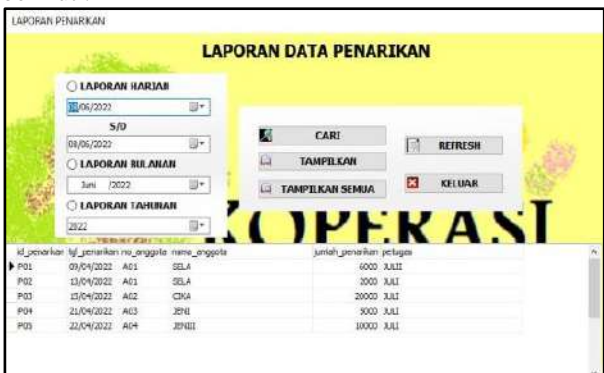 LAPORAN PENARIKAN
LAPORAN DATA PENARIKAN
LAPORAN HARIAN
08/06/2022
S/D
08/06/2022
LAPORAN BULANAN
Juni /2022
LAPORAN TAHUNAN
2022
CARI
TAMPILKAN
TAMPILKAN SEMUA
REFRESH
KELUAR
KOPERASI
id_penarikan tgl_penarikan no_anggota nama_anggota jumlah_penarikan petugas
P01 09/04/2022 A01 SELA 6000 JULI
P02 13/04/2022 A01 SELA 2000 JULI
P03 13/04/2022 A02 CIKA 20000 JULI
P04 21/04/2022 A03 JENI 5000 JULI
P05 22/04/2022 A04 10000 JULI